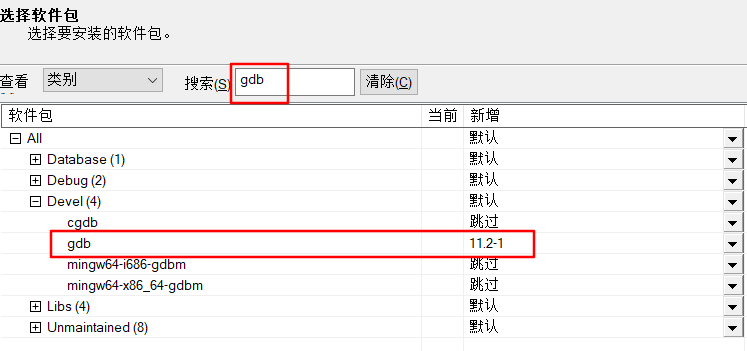 选择软件包
选择要安装的软件包。
查看 类别 搜索(S) gdb 清除(C)
软件包 当前 新增
All 默认
Database (1) 默认
Debug (2) 默认
Devel (4) 默认
cgdb 跳过
gdb 11.2-1
mingw64-i686-gdbm 跳过
mingw64-x86_64-gdbm 跳过
Libs (4) 默认
Unmaintained (8) 默认